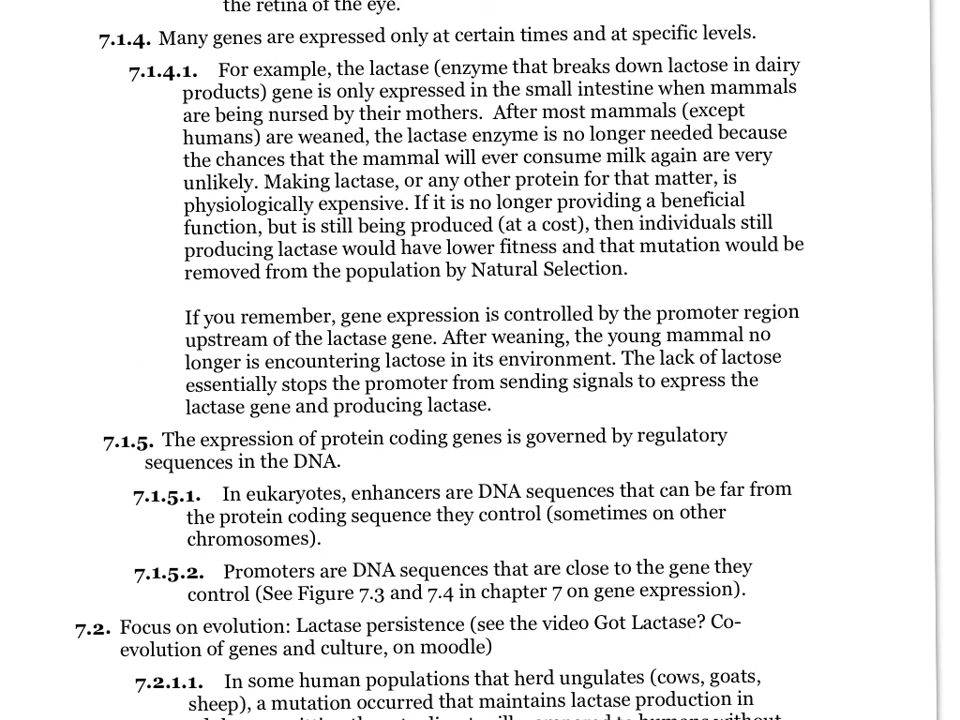 the retina of the eye.
7.1.4. Many genes are expressed only at certain times and at specific levels.
7.1.4.1. For example, the lactase (enzyme that breaks down lactose in dairy
products) gene is only expressed in the small intestine when mammals
are being nursed by their mothers. After most mammals (except
humans) are weaned, the lactase enzyme is no longer needed because
the chances that the mammal will ever consume milk again are very
unlikely. Making lactase, or any other protein for that matter, is
physiologically expensive. If it is no longer providing a beneficial
function, but is still being produced (at a cost), then individuals still
producing lactase would have lower fitness and that mutation would be
removed from the population by Natural Selection.
If you remember, gene expression is controlled by the promoter region
upstream of the lactase gene. After weaning, the young mammal no
longer is encountering lactose in its environment. The lack of lactose
essentially stops the promoter from sending signals to express the
lactase gene and producing lactase.
7.1.5. The expression of protein coding genes is governed by regulatory
sequences in the DNA.
7.1.5.1. In eukaryotes, enhancers are DNA sequences that can be far from
the protein coding sequence they control (sometimes on other
chromosomes).
7.1.5.2. Promoters are DNA sequences that are close to the gene they
control (See Figure 7.3 and 7.4 in chapter 7 on gene expression).
7.2. Focus on evolution: Lactase persistence (see the video Got Lactase? Co-
evolution of genes and culture, on moodle)
7.2.1.1. In some human populations that herd ungulates (cows, goats,
sheep), a mutation occurred that maintains lactase production in